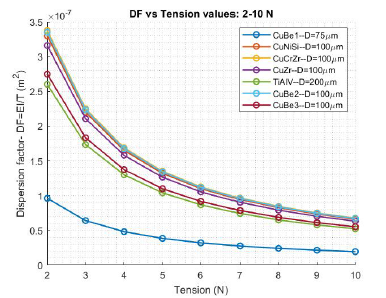 DF vs Tension values: 2-10 N
×10⁻⁷
3.5
3
2.5
2
1.5
1
0.5
0
Dispersion factor- DF=EI/T (m²)
CuBe1--D=75μm
CuNiSi--D=100μm
CuCrZr--D=100μm
CuZr--D=100μm
TiAlV--D=200μm
CuBe2--D=100μm
CuBe3--D=100μm
2 3 4 5 6 7 8 9 10
Tension (N)